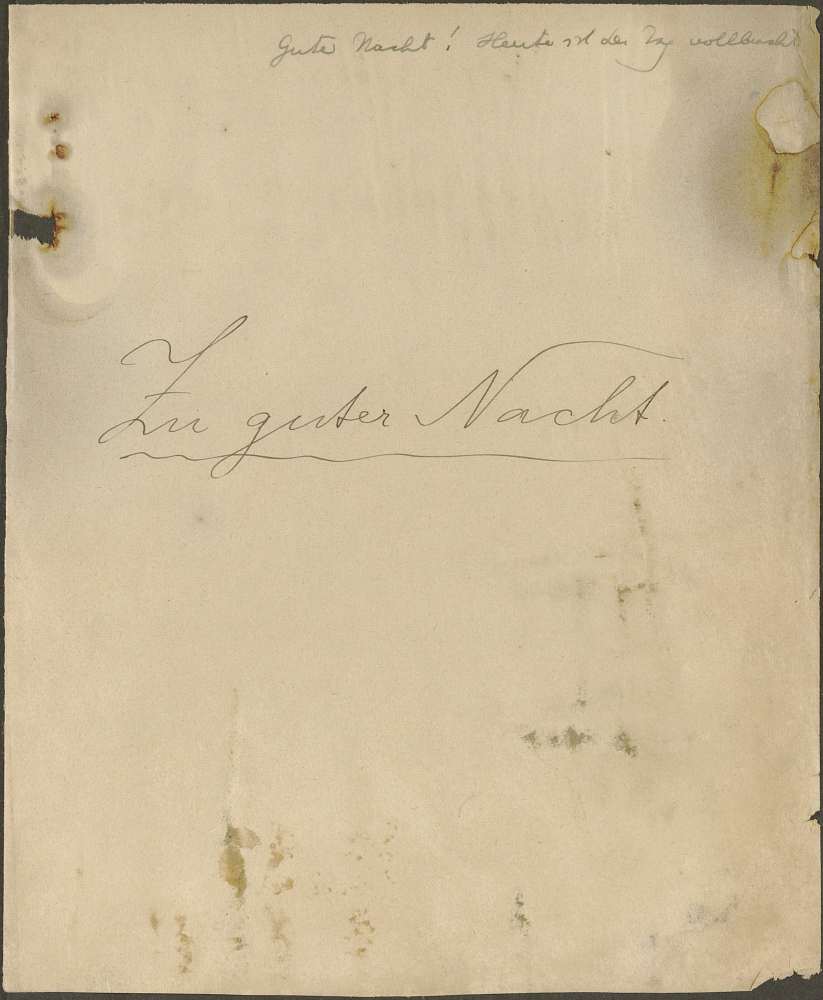 Gute Nacht! Heute ist der Tag vollbracht
Zu guter Nacht.